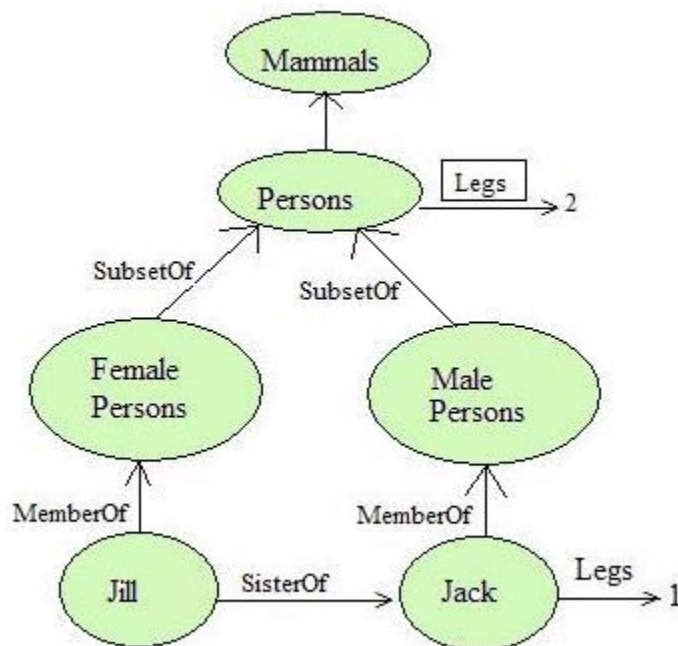 Mammals
Legs
Persons
2
SubsetOf
SubsetOf
Female
Persons
Male
Persons
MemberOf
MemberOf
Jill
SisterOf
Jack
Legs
1